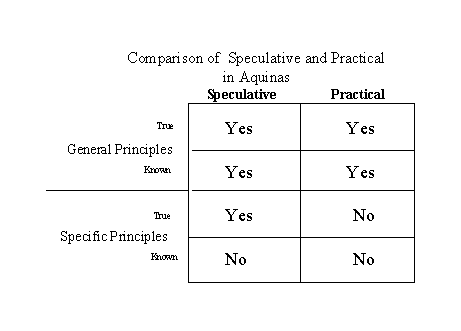 Comparison of Speculative and Practical
in Aquinas
Speculative Practical
True Yes Yes
General Principles
Known Yes Yes
True Yes No
Specific Principles
Known No No